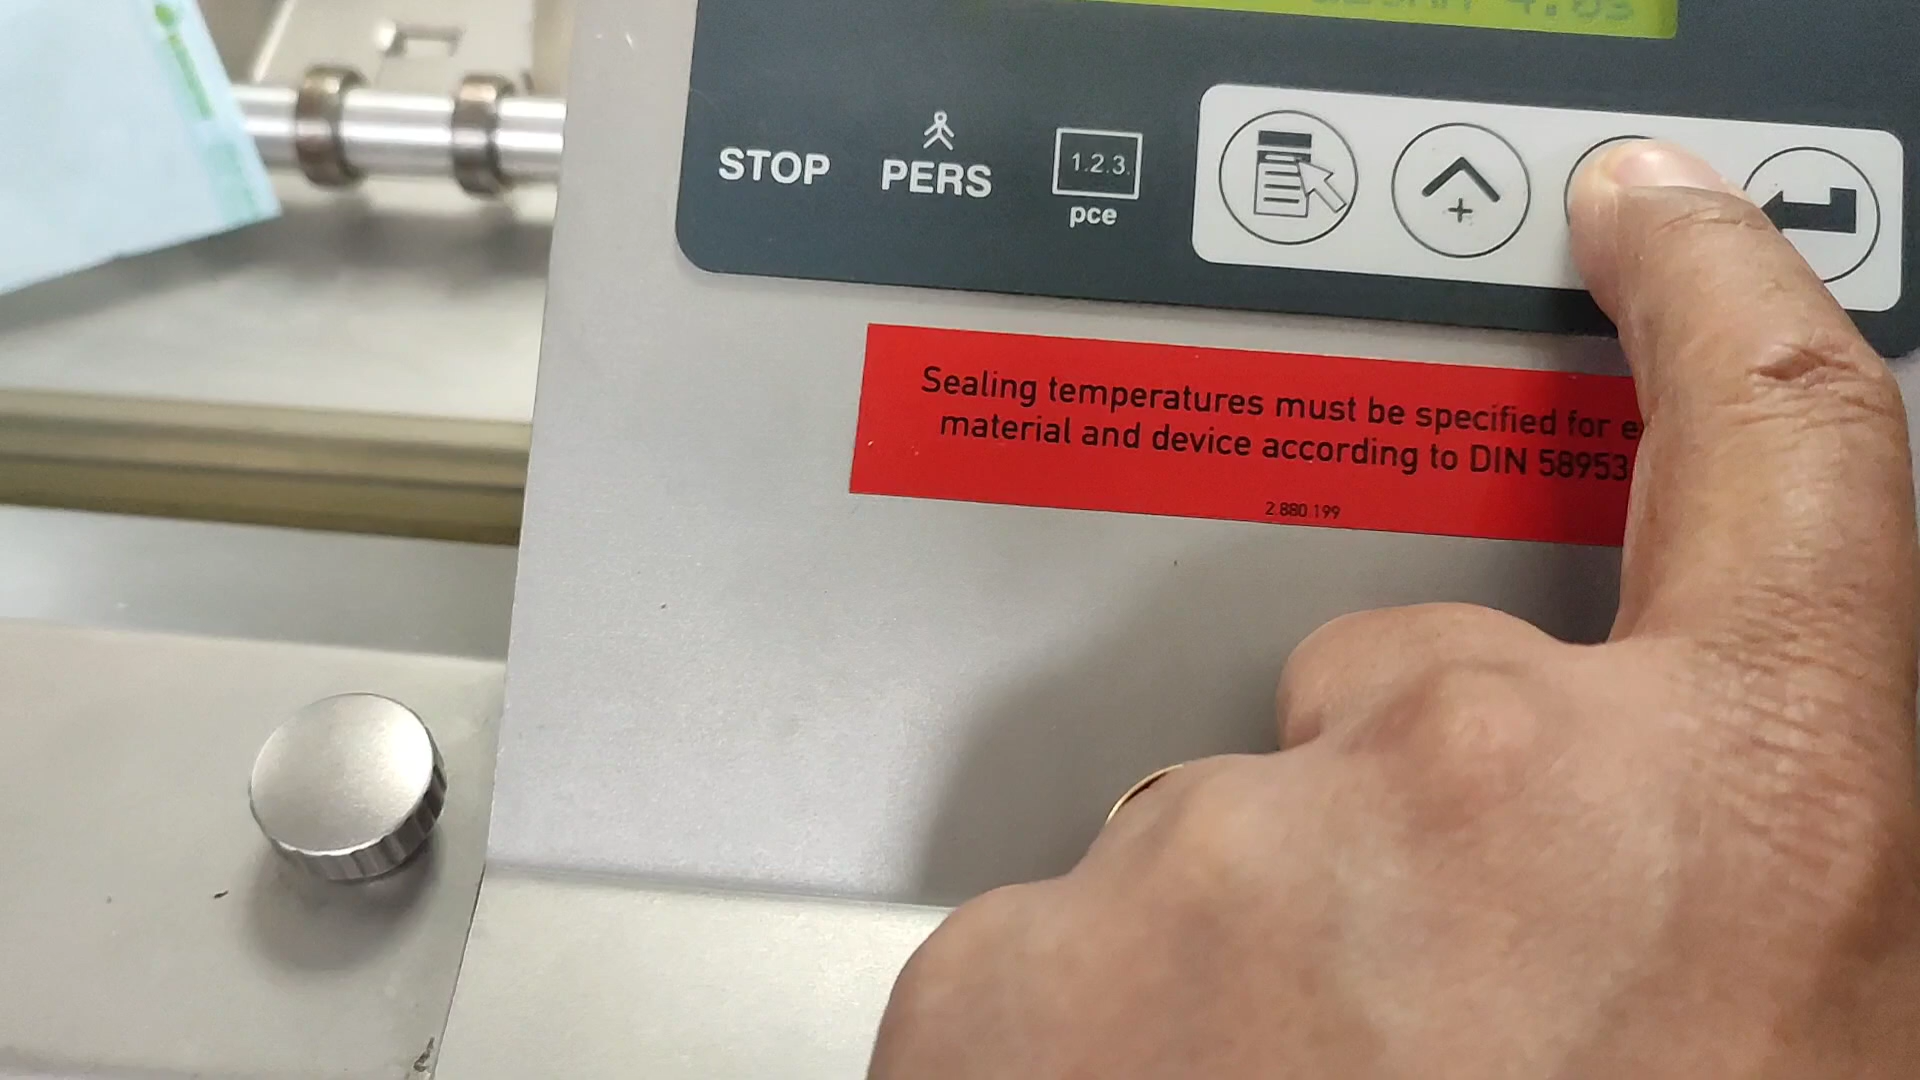 STOP
PERS
1.2.3.
pce
+
Sealing temperatures must be specified for
material and device according to DIN 58953
2.880.199